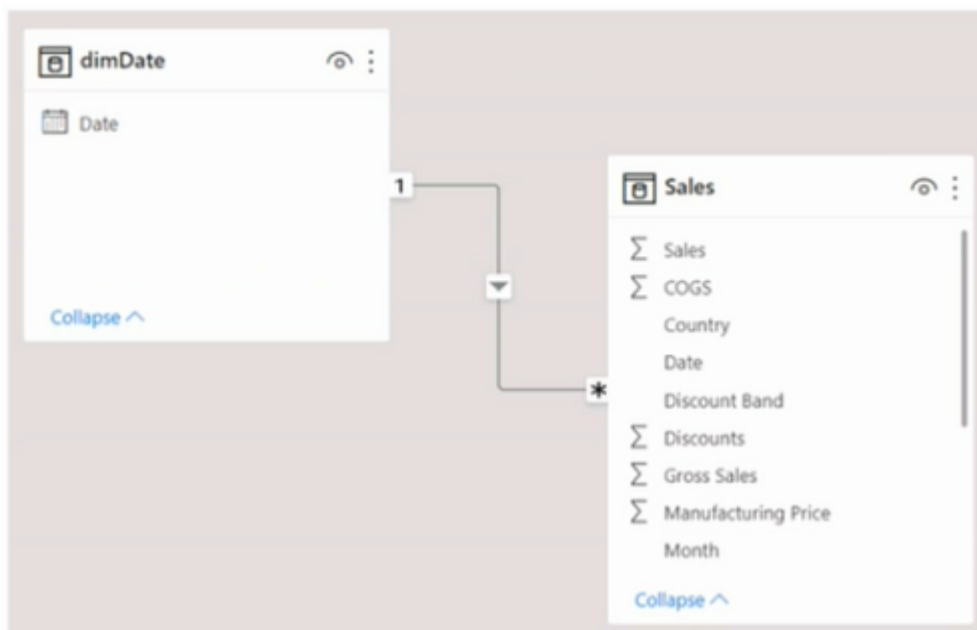 dimDate
Date
1
Collapse
Sales
Sales
COGS
Country
Date
*
Discount Band
Discounts
Gross Sales
Manufacturing Price
Month
Collapse